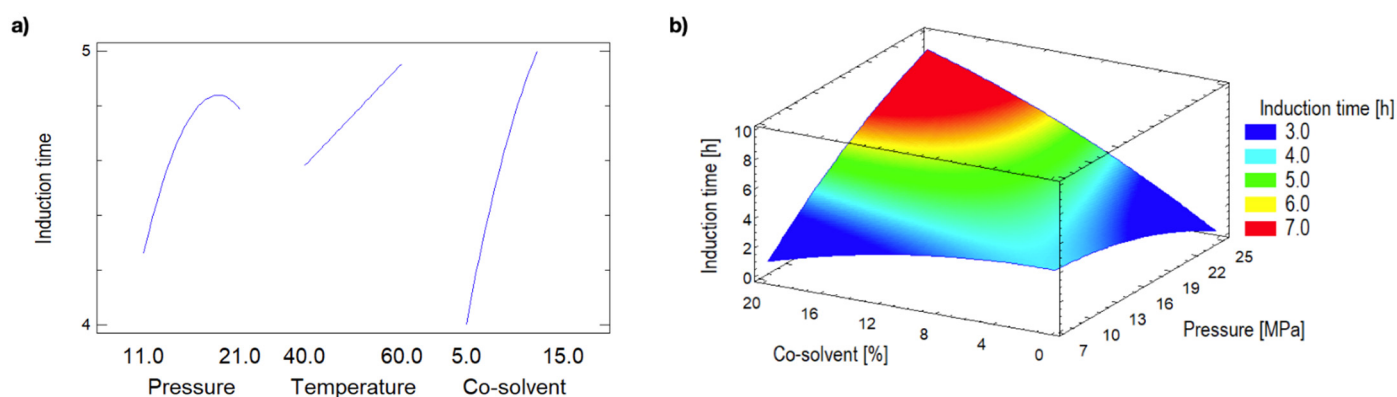 a)
5
4
Induction time
11.0 21.0 40.0 60.0 5.0 15.0
Pressure Temperature Co-solvent
b)
Induction time [h]
10
8
6
4
2
0
20 16 12 8 4 0
Co-solvent [%]
7 10 13 16 19 22 25
Pressure [MPa]
Induction time [h]
3.0
4.0
5.0
6.0
7.0